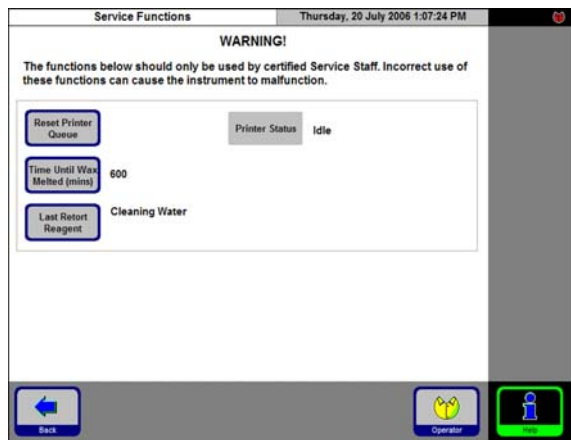 Service Functions
Thursday, 20 July 2006 1:07:24 PM
WARNING!
The functions below should only be used by certified Service Staff. Incorrect use of
these functions can cause the instrument to malfunction.
Reset Printer
Queue
Printer Status
Idle
Time Until Wax
Melted (mins)
600
Last Retort
Reagent
Cleaning Water
Back
Operator
Help